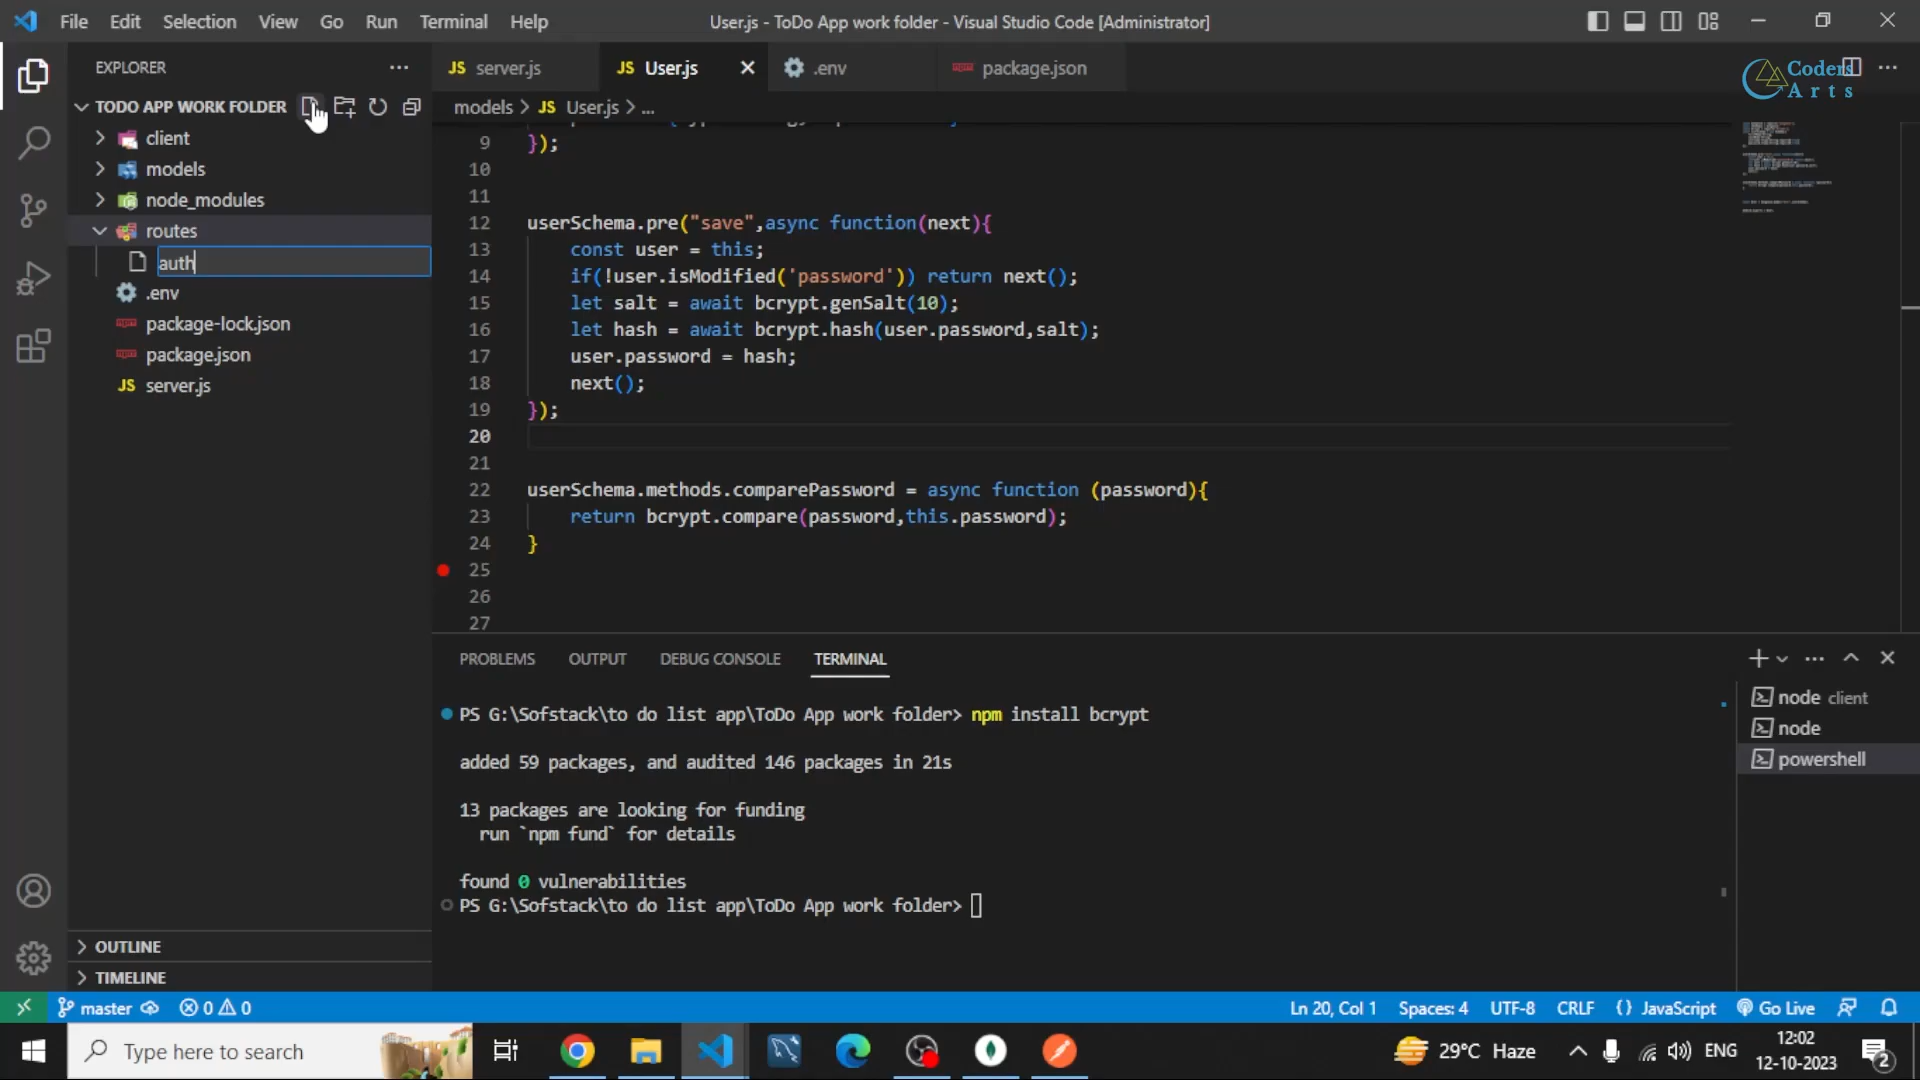 File Edit Selection View Go Run Terminal Help
User.js - ToDo App work folder - Visual Studio Code [Administrator]
EXPLORER
TODO APP WORK FOLDER
client
models
node_modules
routes
auth
.env
package-lock.json
package.json
JS server.js
OUTLINE
TIMELINE
JS server.js
JS User.js
.env
package.json
Coders
Arts
models > JS User.js > ...
9 });
10
11
12 userSchema.pre("save",async function(next){
13 const user = this;
14 if(!user.isModified('password')) return next();
15 let salt = await bcrypt.genSalt(10);
16 let hash = await bcrypt.hash(user.password,salt);
17 user.password = hash;
18 next();
19 });
20
21
22 userSchema.methods.comparePassword = async function (password){
23 return bcrypt.compare(password,this.password);
24 }
25
26
27
PROBLEMS OUTPUT DEBUG CONSOLE TERMINAL
PS G:\Sofstack\to do list app\ToDo App work folder> npm install bcrypt
added 59 packages, and audited 146 packages in 21s
13 packages are looking for funding
run `npm fund` for details
found 0 vulnerabilities
PS G:\Sofstack\to do list app\ToDo App work folder>
node client
node
powershell
master 0 0
Ln 20, Col 1 Spaces: 4 UTF-8 CRLF {} JavaScript Go Live
Type here to search
29°C Haze
ENG
12:02
12-10-2023
2